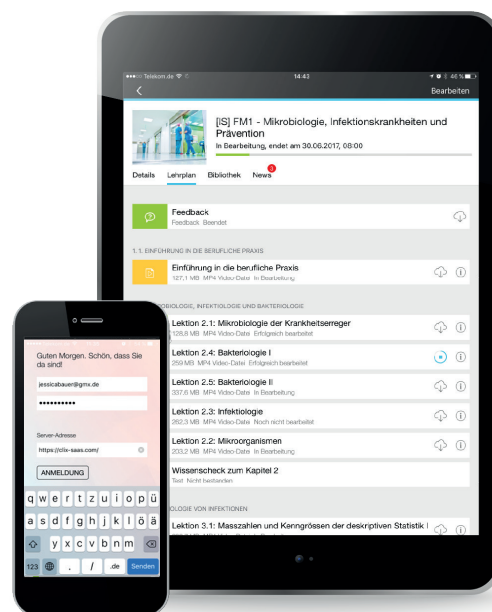 Telekom.de
14:43
46 %
Bearbeiten
[IS] FM1 - Mikrobiologie, Infektionskrankheiten und
Prävention
In Bearbeitung, endet am 30.06.2017, 08:00
Details Lehrplan Bibliothek News 3
Feedback
Feedback Beendet
1. 1. EINFÜHRUNG IN DIE BERUFLICHE PRAXIS
Einführung in die berufliche Praxis
127,1 MB MP4 Video-Datei In Bearbeitung
OBIOLOGIE, INFEKTIOLOGIE UND BAKTERIOLOGIE
Lektion 2.1: Mikrobiologie der Krankheitserreger
128,8 MB MP4 Video-Datei Erfolgreich bearbeitet
Lektion 2.4: Bakteriologie I
259 MB MP4 Video-Datei Erfolgreich bearbeitet
Lektion 2.5: Bakteriologie II
337,6 MB MP4 Video-Datei In Bearbeitung
Lektion 2.3: Infektiologie
262,3 MB MP4 Video-Datei Noch nicht bearbeitet
Lektion 2.2: Mikroorganismen
203,2 MB MP4 Video-Datei In Bearbeitung
Wissenscheck zum Kapitel 2
Test Nicht bestanden
OLOGIE VON INFEKTIONEN
Lektion 3.1: Masszahlen und Kenngrössen der deskriptiven Statistik I
Guten Morgen. Schön, dass Sie
da sind!
jessicabauer@gmx.de
••••••••••
Server-Adresse
https://clix-saas.com/
ANMELDUNG
q w e r t z u i o p ü
a s d f g h j k l ö ä
y x c v b n m
123 . / .de Senden